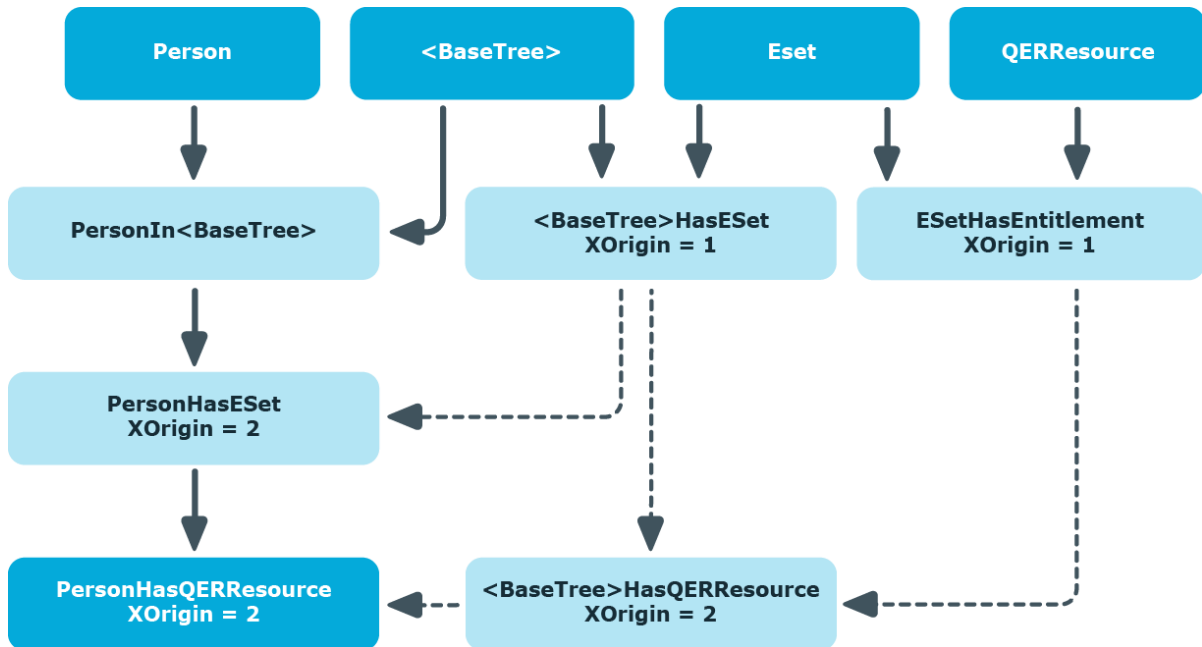 Person
<BaseTree>
Eset
QERResource
PersonIn<BaseTree>
<BaseTree>HasESet
XOrigin = 1
ESetHasEntitlement
XOrigin = 1
PersonHasESet
XOrigin = 2
PersonHasQERResource
XOrigin = 2
<BaseTree>HasQERResource
XOrigin = 2